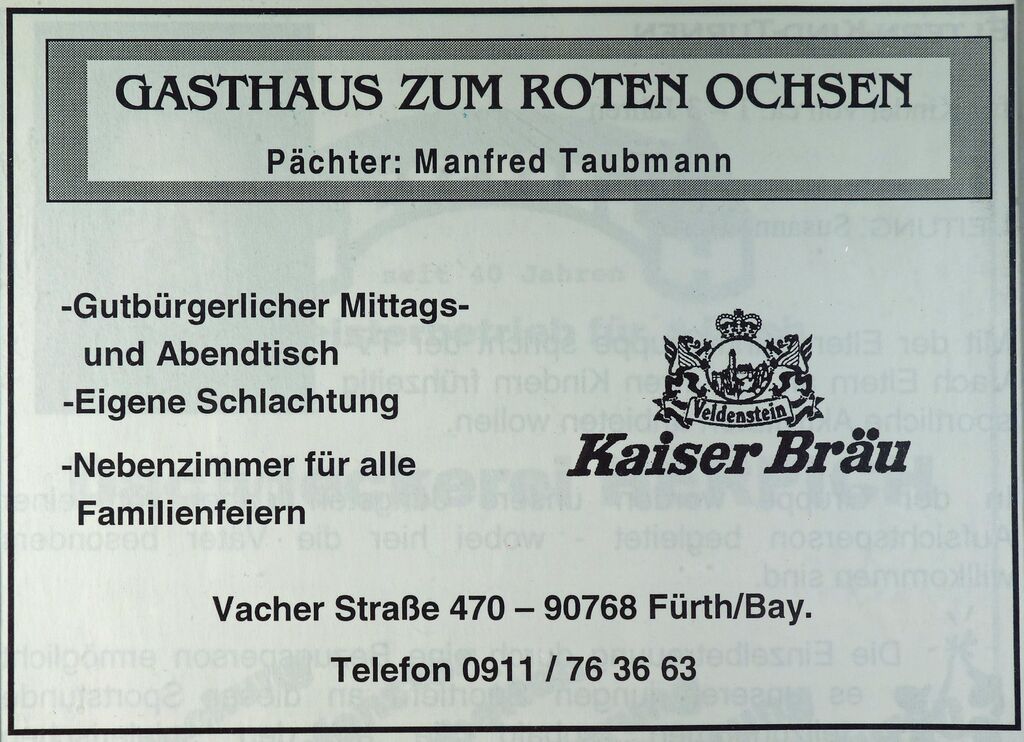 GASTHAUS ZUM ROTEN OCHSEN
Pächter: Manfred Taubmann
-Gutbürgerlicher Mittags-
und Abendtisch
-Eigene Schlachtung
-Nebenzimmer für alle
Familienfeiern
Veldenstein
Kaiser Bräu
Vacher Straße 470 – 90768 Fürth/Bay.
Telefon 0911 / 76 36 63